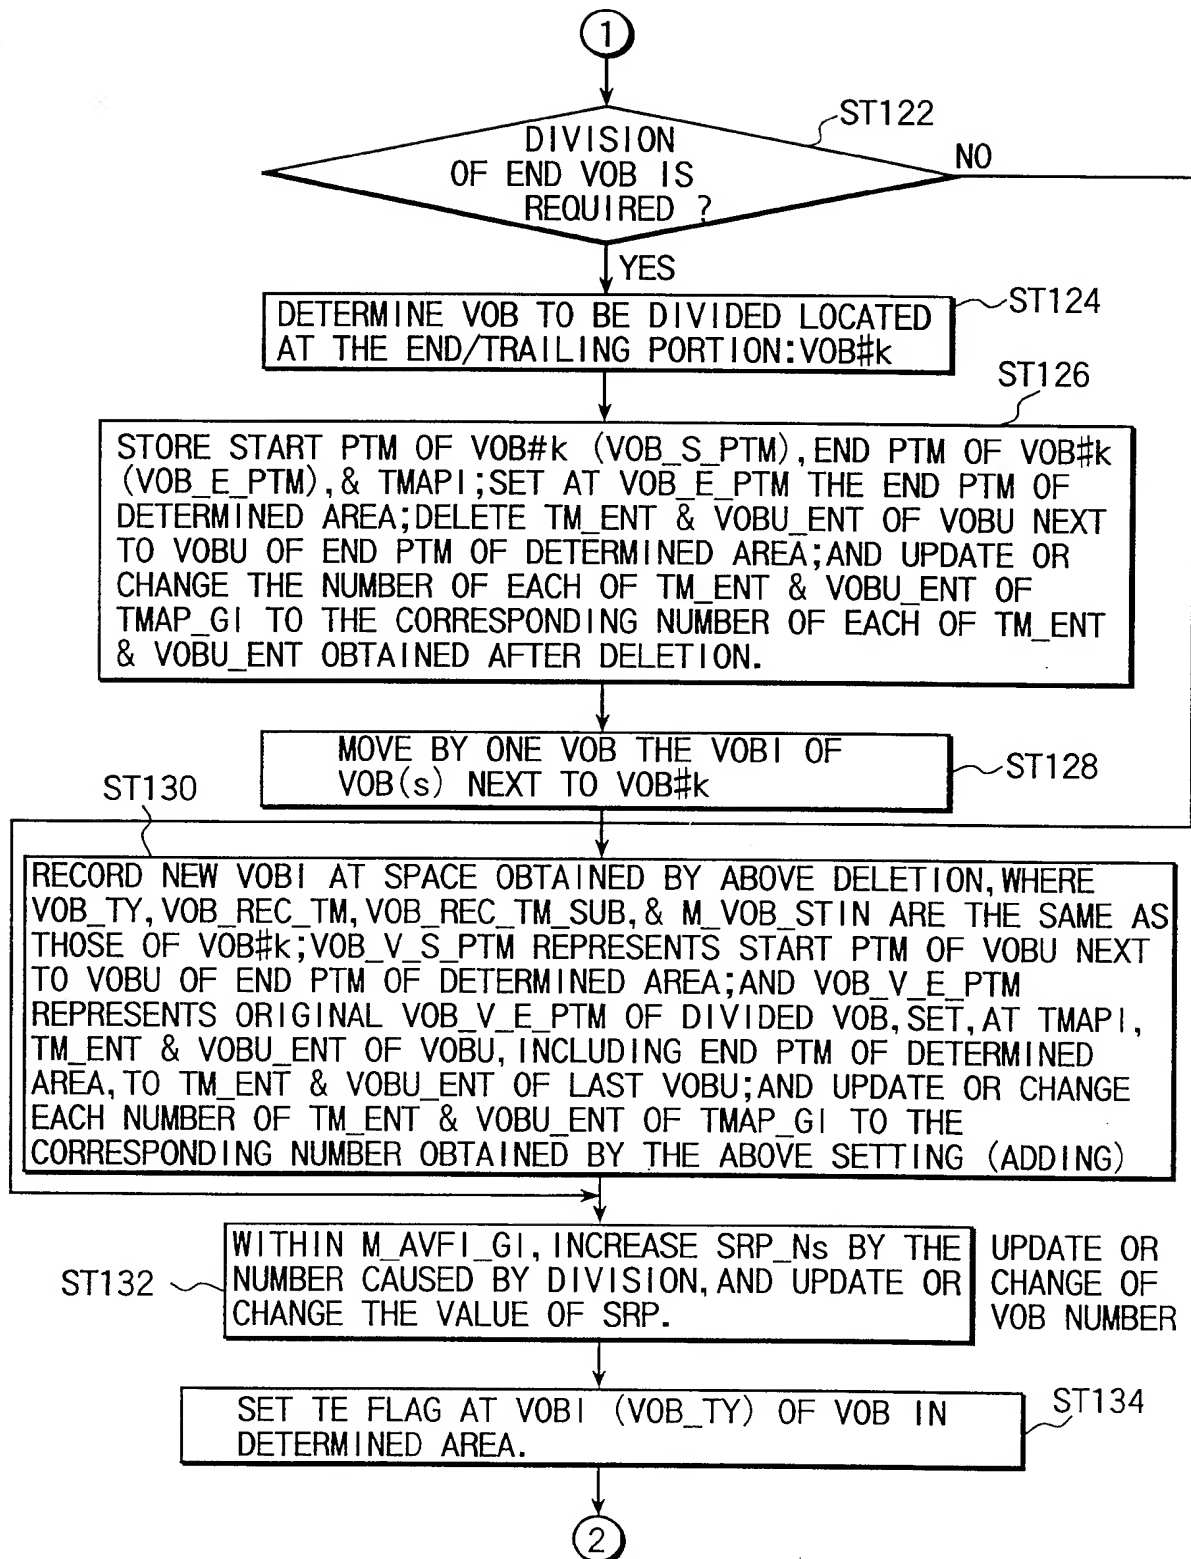 1
ST122
DIVISION
OF END VOB IS
REQUIRED ?
NO
YES
ST124
DETERMINE VOB TO BE DIVIDED LOCATED
AT THE END/TRAILING PORTION:VOB#k
ST126
STORE START PTM OF VOB#k (VOB_S_PTM),END PTM OF VOB#k
(VOB_E_PTM),& TMAPI;SET AT VOB_E_PTM THE END PTM OF
DETERMINED AREA;DELETE TM_ENT & VOBU_ENT OF VOBU NEXT
TO VOBU OF END PTM OF DETERMINED AREA;AND UPDATE OR
CHANGE THE NUMBER OF EACH OF TM_ENT & VOBU_ENT OF
TMAP_GI TO THE CORRESPONDING NUMBER OF EACH OF TM_ENT
& VOBU_ENT OBTAINED AFTER DELETION.
MOVE BY ONE VOB THE VOBI OF
VOB(s) NEXT TO VOB#k
ST128
ST130
RECORD NEW VOBI AT SPACE OBTAINED BY ABOVE DELETION,WHERE
VOB_TY,VOB_REC_TM,VOB_REC_TM_SUB,& M_VOB_STIN ARE THE SAME AS
THOSE OF VOB#k;VOB_V_S_PTM REPRESENTS START PTM OF VOBU NEXT
TO VOBU OF END PTM OF DETERMINED AREA;AND VOB_V_E_PTM
REPRESENTS ORIGINAL VOB_V_E_PTM OF DIVIDED VOB,SET,AT TMAPI,
TM_ENT & VOBU_ENT OF VOBU,INCLUDING END PTM OF DETERMINED
AREA,TO TM_ENT & VOBU_ENT OF LAST VOBU;AND UPDATE OR CHANGE
EACH NUMBER OF TM_ENT & VOBU_ENT OF TMAP_GI TO THE
CORRESPONDING NUMBER OBTAINED BY THE ABOVE SETTING (ADDING)
ST132
WITHIN M_AVFI_GI,INCREASE SRP_Ns BY THE
NUMBER CAUSED BY DIVISION,AND UPDATE OR
CHANGE THE VALUE OF SRP.
UPDATE OR
CHANGE OF
VOB NUMBER
SET TE FLAG AT VOBI (VOB_TY) OF VOB IN
DETERMINED AREA.
ST134
2